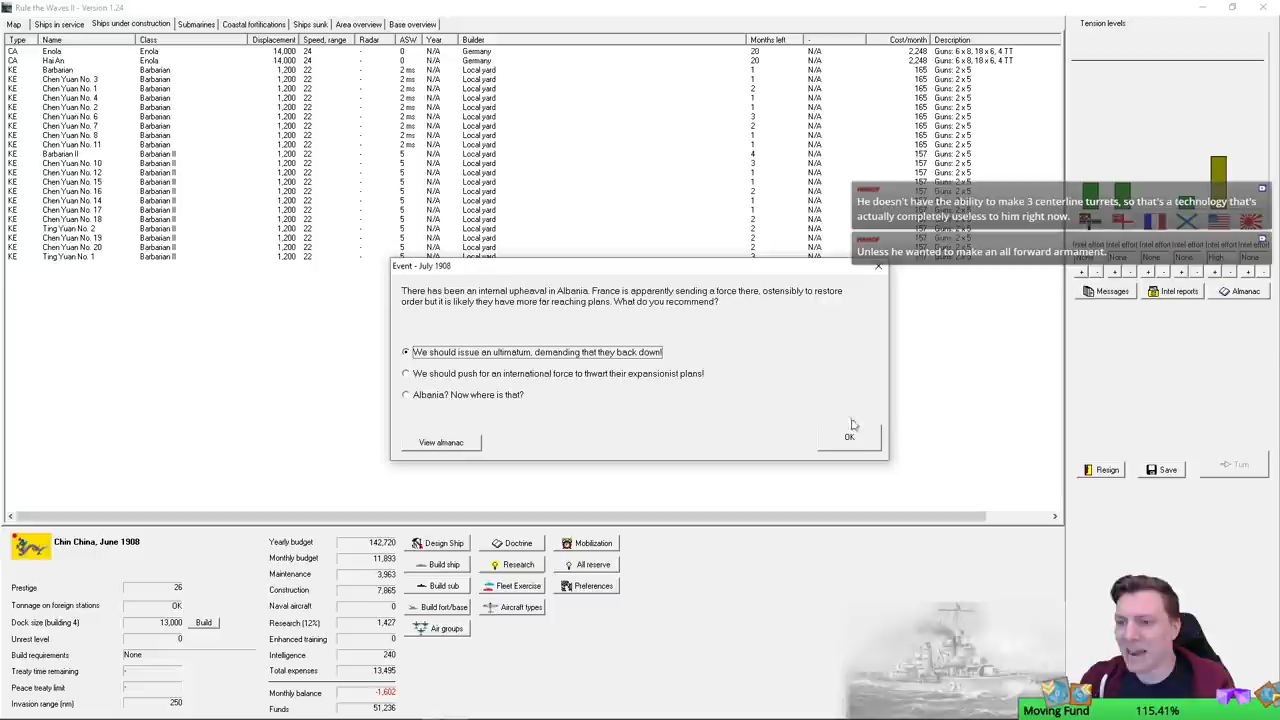 Rule the Waves II - Version 1.24
Map Ships in service Ships under construction Submarines Coastal fortifications Ships sunk Area overview Base overview
Type Name Class Displacement Speed, range Radar ASW Year Builder Months left - Cost/month Description
CA Enola Enola 14,000 24 - 0 N/A Germany 20 N/A 2,248 Guns: 6 x 8, 18 x 6, 4 TT
CA Hai An Enola 14,000 24 - 0 N/A Germany 20 N/A 2,248 Guns: 6 x 8, 18 x 6, 4 TT
KE Barbarian Barbarian 1,200 22 - 2 ms N/A Local yard 1 N/A 165 Guns: 2 x 5
KE Chen Yuan No. 3 Barbarian 1,200 22 - 2 ms N/A Local yard 1 N/A 165 Guns: 2 x 5
KE Chen Yuan No. 1 Barbarian 1,200 22 - 2 ms N/A Local yard 2 N/A 165 Guns: 2 x 5
KE Chen Yuan No. 4 Barbarian 1,200 22 - 2 ms N/A Local yard 1 N/A 165 Guns: 2 x 5
KE Chen Yuan No. 2 Barbarian 1,200 22 - 2 ms N/A Local yard 1 N/A 165 Guns: 2 x 5
KE Chen Yuan No. 6 Barbarian 1,200 22 - 2 ms N/A Local yard 3 N/A 165 Guns: 2 x 5
KE Chen Yuan No. 7 Barbarian 1,200 22 - 2 ms N/A Local yard 2 N/A 165 Guns: 2 x 5
KE Chen Yuan No. 8 Barbarian 1,200 22 - 2 ms N/A Local yard 1 N/A 165 Guns: 2 x 5
KE Chen Yuan No. 11 Barbarian 1,200 22 - 2 ms N/A Local yard 1 N/A 165 Guns: 2 x 5
KE Barbarian II Barbarian II 1,200 22 - 5 N/A Local yard 4 N/A 157 Guns: 2 x 5
KE Chen Yuan No. 10 Barbarian II 1,200 22 - 5 N/A Local yard 3 N/A 157 Guns: 2 x 5
KE Chen Yuan No. 12 Barbarian II 1,200 22 - 5 N/A Local yard 1 N/A 157 Guns: 2 x 5
KE Chen Yuan No. 15 Barbarian II 1,200 22 - 5 N/A Local yard 1 N/A 157 Guns: 2 x 5
KE Chen Yuan No. 16 Barbarian II 1,200 22 - 5 N/A Local yard 2 N/A
KE Chen Yuan No. 14 Barbarian II 1,200 22 - 5 N/A Local yard 1 N/A
KE Chen Yuan No. 17 Barbarian II 1,200 22 - 5 N/A Local yard 1 N/A
KE Chen Yuan No. 18 Barbarian II 1,200 22 - 5 N/A Local yard 2 N/A
KE Ting Yuan No. 2 Barbarian II 1,200 22 - 5 N/A Local yard 2 N/A
KE Chen Yuan No. 19 Barbarian II 1,200 22 - 5 N/A Local yard 2 N/A
KE Chen Yuan No. 20 Barbarian II 1,200 22 - 5 N/A Local yard 1 N/A
KE Ting Yuan No. 1 Barbarian II 1,200 22 - 5 N/A Local yard 3 N/A 157 Guns: 2 x 5
Tension levels
He doesn't have the ability to make 3 centerline turrets, so that's a technology that's
actually completely useless to him right now.
Unless he wanted to make an all forward armament.
Intel effort Intel effort Intel effort Intel effort Intel effort Intel effort
None None None None High None
+ - + - + - + - + - + -
Messages Intel reports Almanac
Event - July 1908
There has been an internal upheaval in Albania. France is apparently sending a force there, ostensibly to restore
order but it is likely they have more far reaching plans. What do you recommend?
We should issue an ultimatum, demanding that they back down!
We should push for an international force to thwart their expansionist plans!
Albania? Now where is that?
View almanac OK
Resign Save Turn
Chin China, June 1908
Prestige 26
Tonnage on foreign stations OK
Dock size (building 4) 13,000 Build
Unrest level 0
Build requirements None
Treaty time remaining -
Peace treaty limit -
Invasion range (nm) 250
Yearly budget 142,720
Monthly budget 11,893
Maintenance 3,963
Construction 7,865
Naval aircraft 0
Research (12%) 1,427
Enhanced training 0
Intelligence 240
Total expenses 13,495
Monthly balance -1,602
Funds 51,236
Design Ship Doctrine Mobilization
Build ship Research All reserve
Build sub Fleet Exercise Preferences
Build fort/base Aircraft types
Air groups
Moving Fund 115.41%